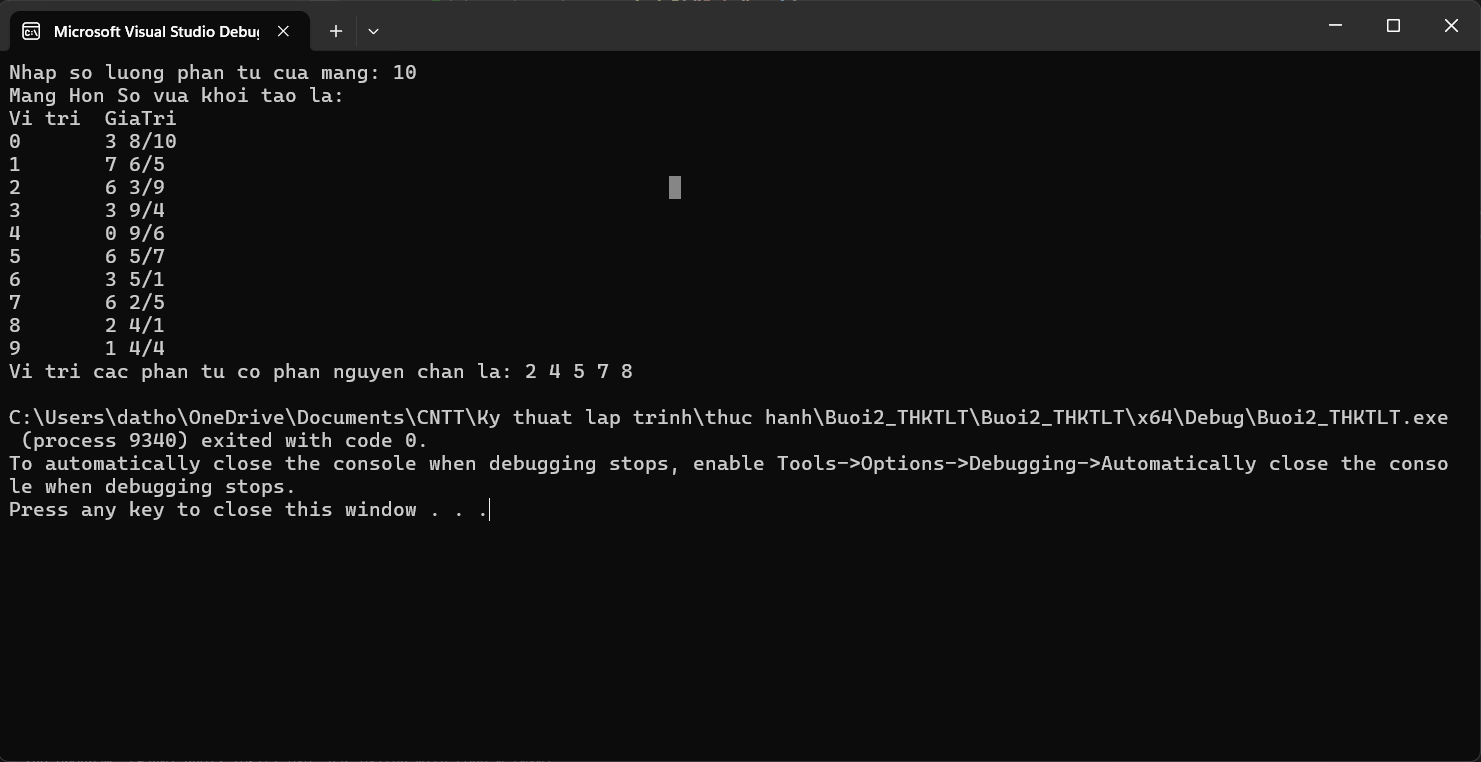 Microsoft Visual Studio Debu
Nhap so luong phan tu cua mang: 10
Mang Hon So vua khoi tao la:
Vi tri  GiaTri
0       3 8/10
1       7 6/5
2       6 3/9
3       3 9/4
4       0 9/6
5       6 5/7
6       3 5/1
7       6 2/5
8       2 4/1
9       1 4/4
Vi tri cac phan tu co phan nguyen chan la: 2 4 5 7 8
C:\Users\datho\OneDrive\Documents\CNTT\Ky thuat lap trinh\thuc hanh\Buoi2_THKTLT\Buoi2_THKTLT\x64\Debug\Buoi2_THKTLT.exe
 (process 9340) exited with code 0.
To automatically close the console when debugging stops, enable Tools->Options->Debugging->Automatically close the conso
le when debugging stops.
Press any key to close this window . . .